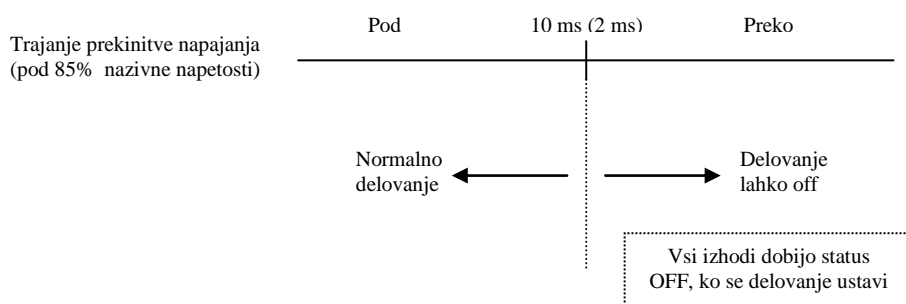 Pod
10 ms (2 ms)
Preko
Trajanje prekinitve napajanja
(pod 85% nazivne napetosti)
Normalno
delovanje
Delovanje
lahko off
Vsi izhodi dobijo status
OFF, ko se delovanje ustavi